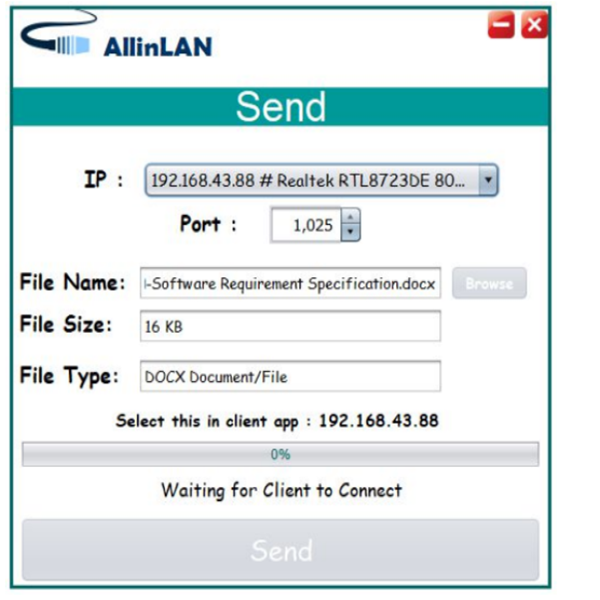 AllinLAN
Send
IP : 192.168.43.88 # Realtek RTL8723DE 80...
Port : 1,025
File Name: -Software Requirement Specification.docx Browse
File Size: 16 KB
File Type: DOCX Document/File
Select this in client app : 192.168.43.88
0%
Waiting for Client to Connect
Send